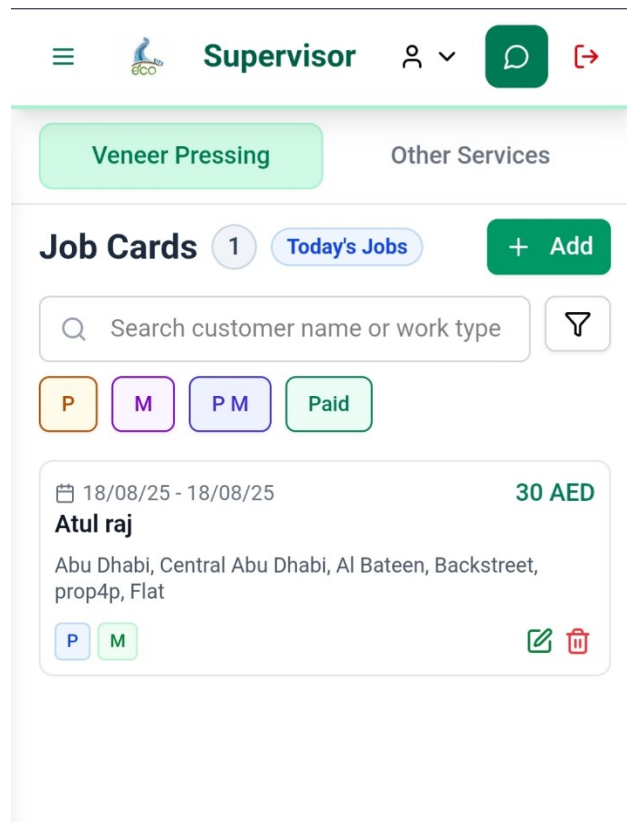 eco
Supervisor
Veneer Pressing
Other Services
Job Cards 1 Today's Jobs
+ Add
Search customer name or work type
P M P M Paid
18/08/25 - 18/08/25
30 AED
Atul raj
Abu Dhabi, Central Abu Dhabi, Al Bateen, Backstreet,
prop4p, Flat
P M